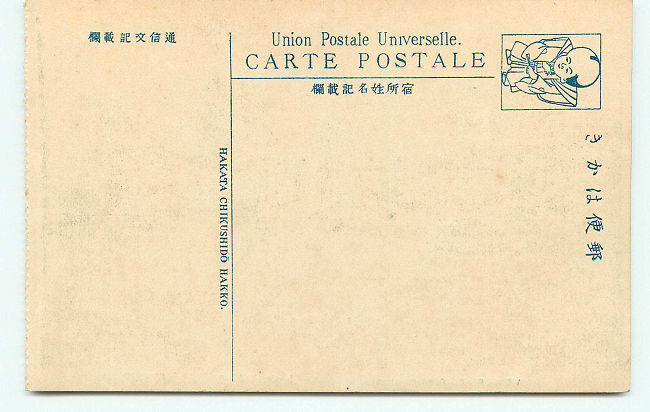 通信文記載欄
Union Postale Universelle.
CARTE POSTALE
宿所姓名記載欄
郵便はかき
HAKATA CHIKUSHIDŌ HAKKO.